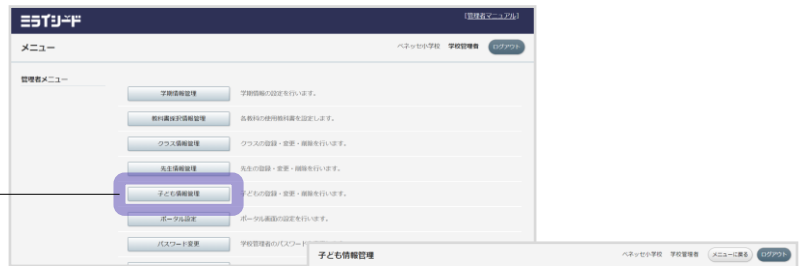 ミライシード
[管理者マニュアル]
メニュー
ベネッセ小学校 学校管理者 ログアウト
管理者メニュー
学期情報管理 学期情報の設定を行います。
教科書採択情報管理 各教科の使用教科書を設定します。
クラス情報管理 クラスの登録・変更・削除を行います。
先生情報管理 先生の登録・変更・削除を行います。
子ども情報管理 子どもの登録・変更・削除を行います。
ポータル設定 ポータル画面の設定を行います。
パスワード変更 学校管理者のパスワード
子ども情報管理
ベネッセ小学校 学校管理者 メニューに戻る ログアウト